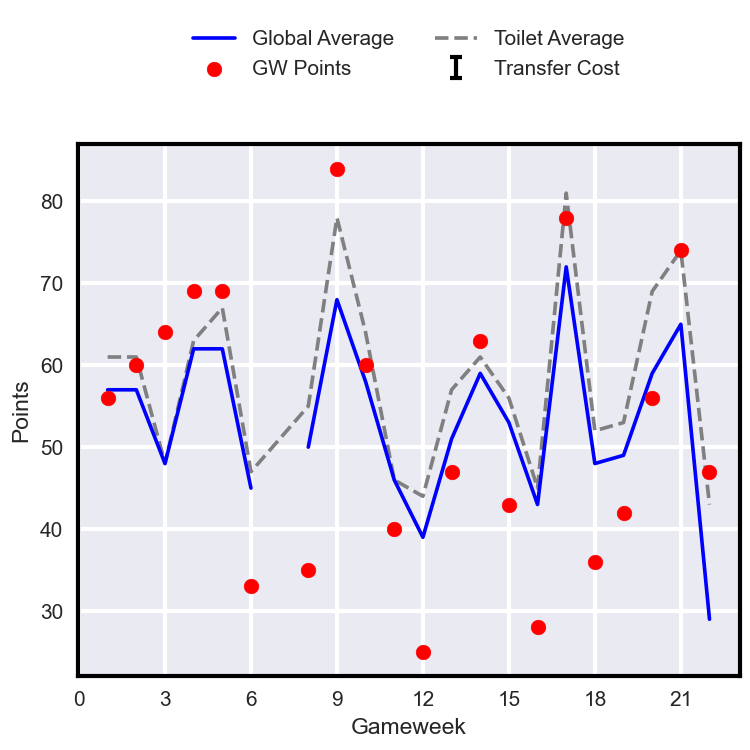 Global Average
GW Points
Toilet Average
Transfer Cost
80
70
60
50
40
30
Points
0 3 6 9 12 15 18 21
Gameweek